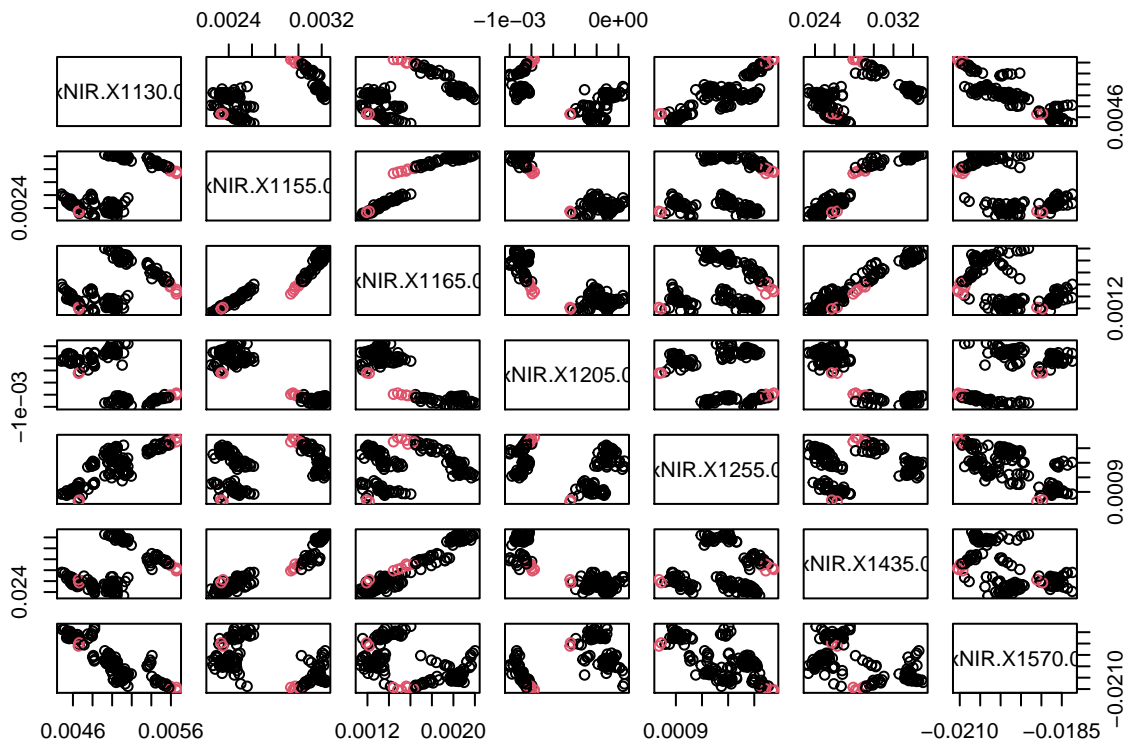 0.0024 0.0032 −1e−03 0e+00 0.024 0.032
xNIR.X1130.0
0.0046
0.0024
xNIR.X1155.0
xNIR.X1165.0
0.0012
−1e−03
xNIR.X1205.0
xNIR.X1255.0
0.0009
0.024
xNIR.X1435.0
xNIR.X1570.0
−0.0210
0.0046 0.0056 0.0012 0.0020 0.0009 −0.0210 −0.0185